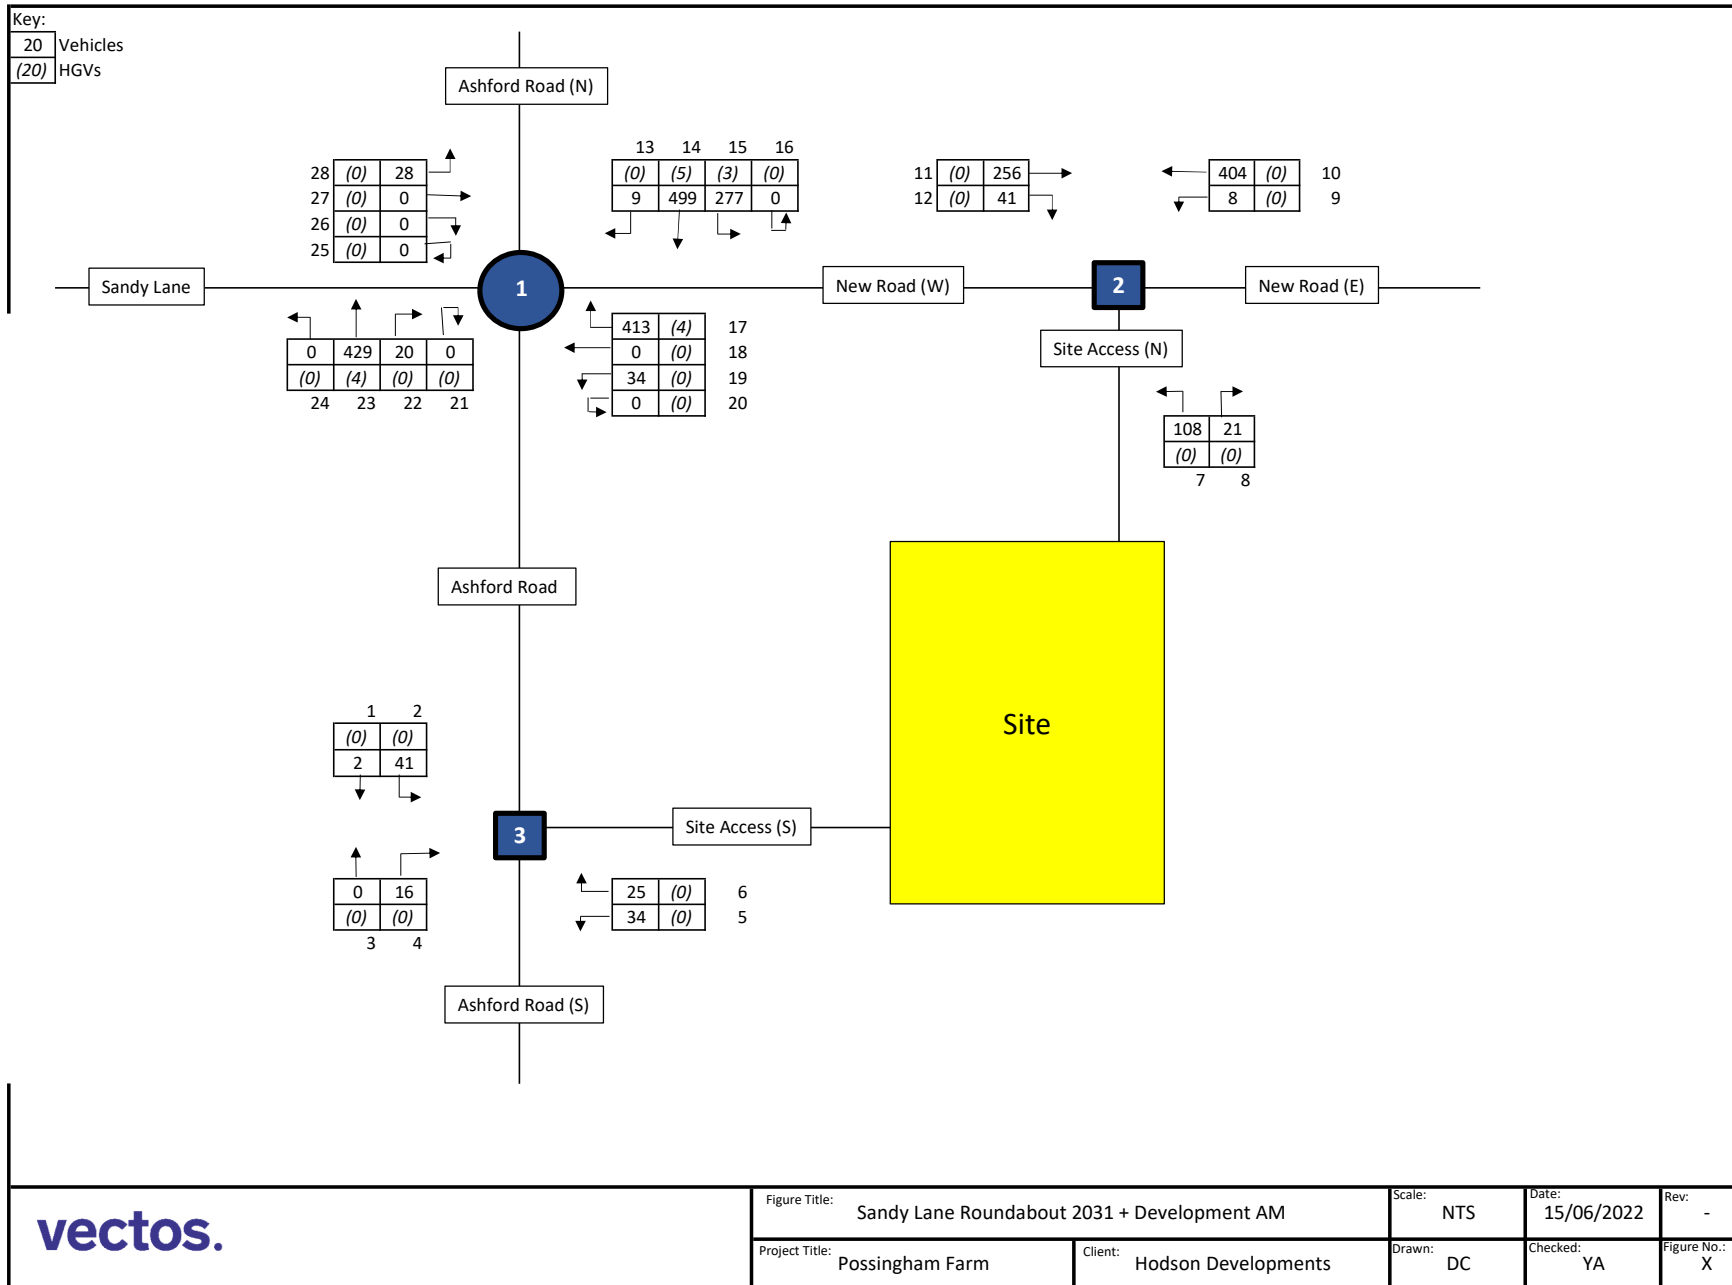 Key:
20 Vehicles
(20) HGVs
Ashford Road (N)
13 14 15 16
(0) (5) (3) (0)
9 499 277 0
28 (0) 28
27 (0) 0
26 (0) 0
25 (0) 0
11 (0) 256
12 (0) 41
404 (0) 10
8 (0) 9
Sandy Lane
1
New Road (W)
2
New Road (E)
0 429 20 0
(0) (4) (0) (0)
24 23 22 21
413 (4) 17
0 (0) 18
34 (0) 19
0 (0) 20
Site Access (N)
108 21
(0) (0)
7 8
Ashford Road
Site
1 2
(0) (0)
2 41
3
Site Access (S)
0 16
(0) (0)
3 4
25 (0) 6
34 (0) 5
Ashford Road (S)
vectos.
Figure Title: Sandy Lane Roundabout 2031 + Development AM
Scale: NTS
Date: 15/06/2022
Rev: -
Project Title: Possingham Farm
Client: Hodson Developments
Drawn: DC
Checked: YA
Figure No.: X